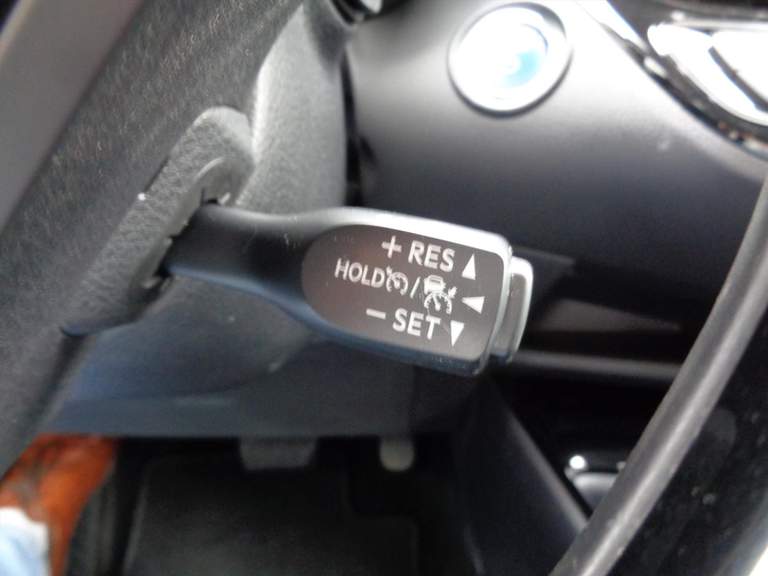 + RES ▲
HOLD / ◀
– SET ▼